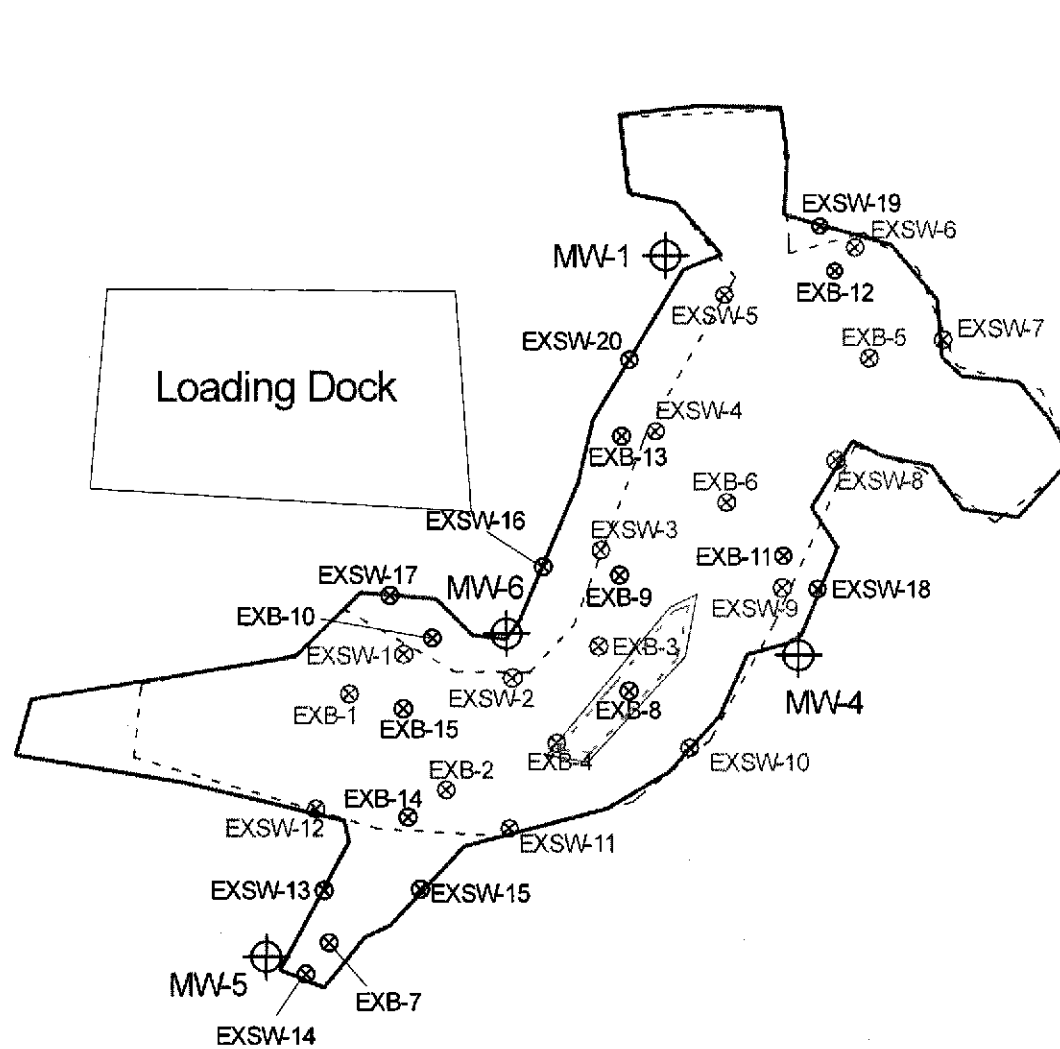 EXSW-19
EXSW-6
MW-1
EXB-12
EXSW-5
EXSW-7
EXSW-20
EXB-5
Loading Dock
EXSW-4
EXB-13
EXSW-8
EXB-6
EXSW-16
EXSW-3
EXB-11
EXSW-17
MW-6
EXB-9
EXSW-9
EXSW-18
EXB-10
EXSW-1
EXB-3
EXSW-2
EXB-1
EXB-8
MW-4
EXB-15
EXB-4
EXSW-10
EXB-2
EXB-14
EXSW-12
EXSW-11
EXSW-13
EXSW-15
MW-5
EXB-7
EXSW-14